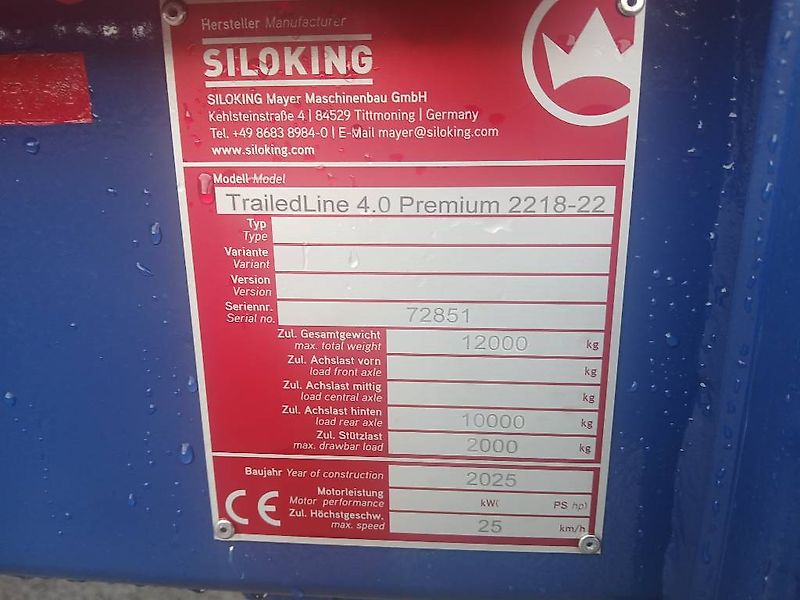 Hersteller Manufacturer
SILOKING
SILOKING Mayer Maschinenbau GmbH
Kehlsteinstraße 4 | 84529 Tittmoning | Germany
Tel. +49 8683 8984-0 | E-Mail mayer@siloking.com
www.siloking.com
Modell Model
TrailedLine 4.0 Premium 2218-22
Typ
Type
Variante
Variant
Version
Version
Seriennr.
Serial no. 72851
Zul. Gesamtgewicht
max. total weight 12000 kg
Zul. Achslast vorn
load front axle kg
Zul. Achslast mittig
load central axle kg
Zul. Achslast hinten
load rear axle 10000 kg
Zul. Stützlast
max. drawbar load 2000 kg
Baujahr Year of construction 2025
Motorleistung
Motor performance kW( PS hp)
Zul. Höchstgeschw.
max. speed 25 km/h
CE